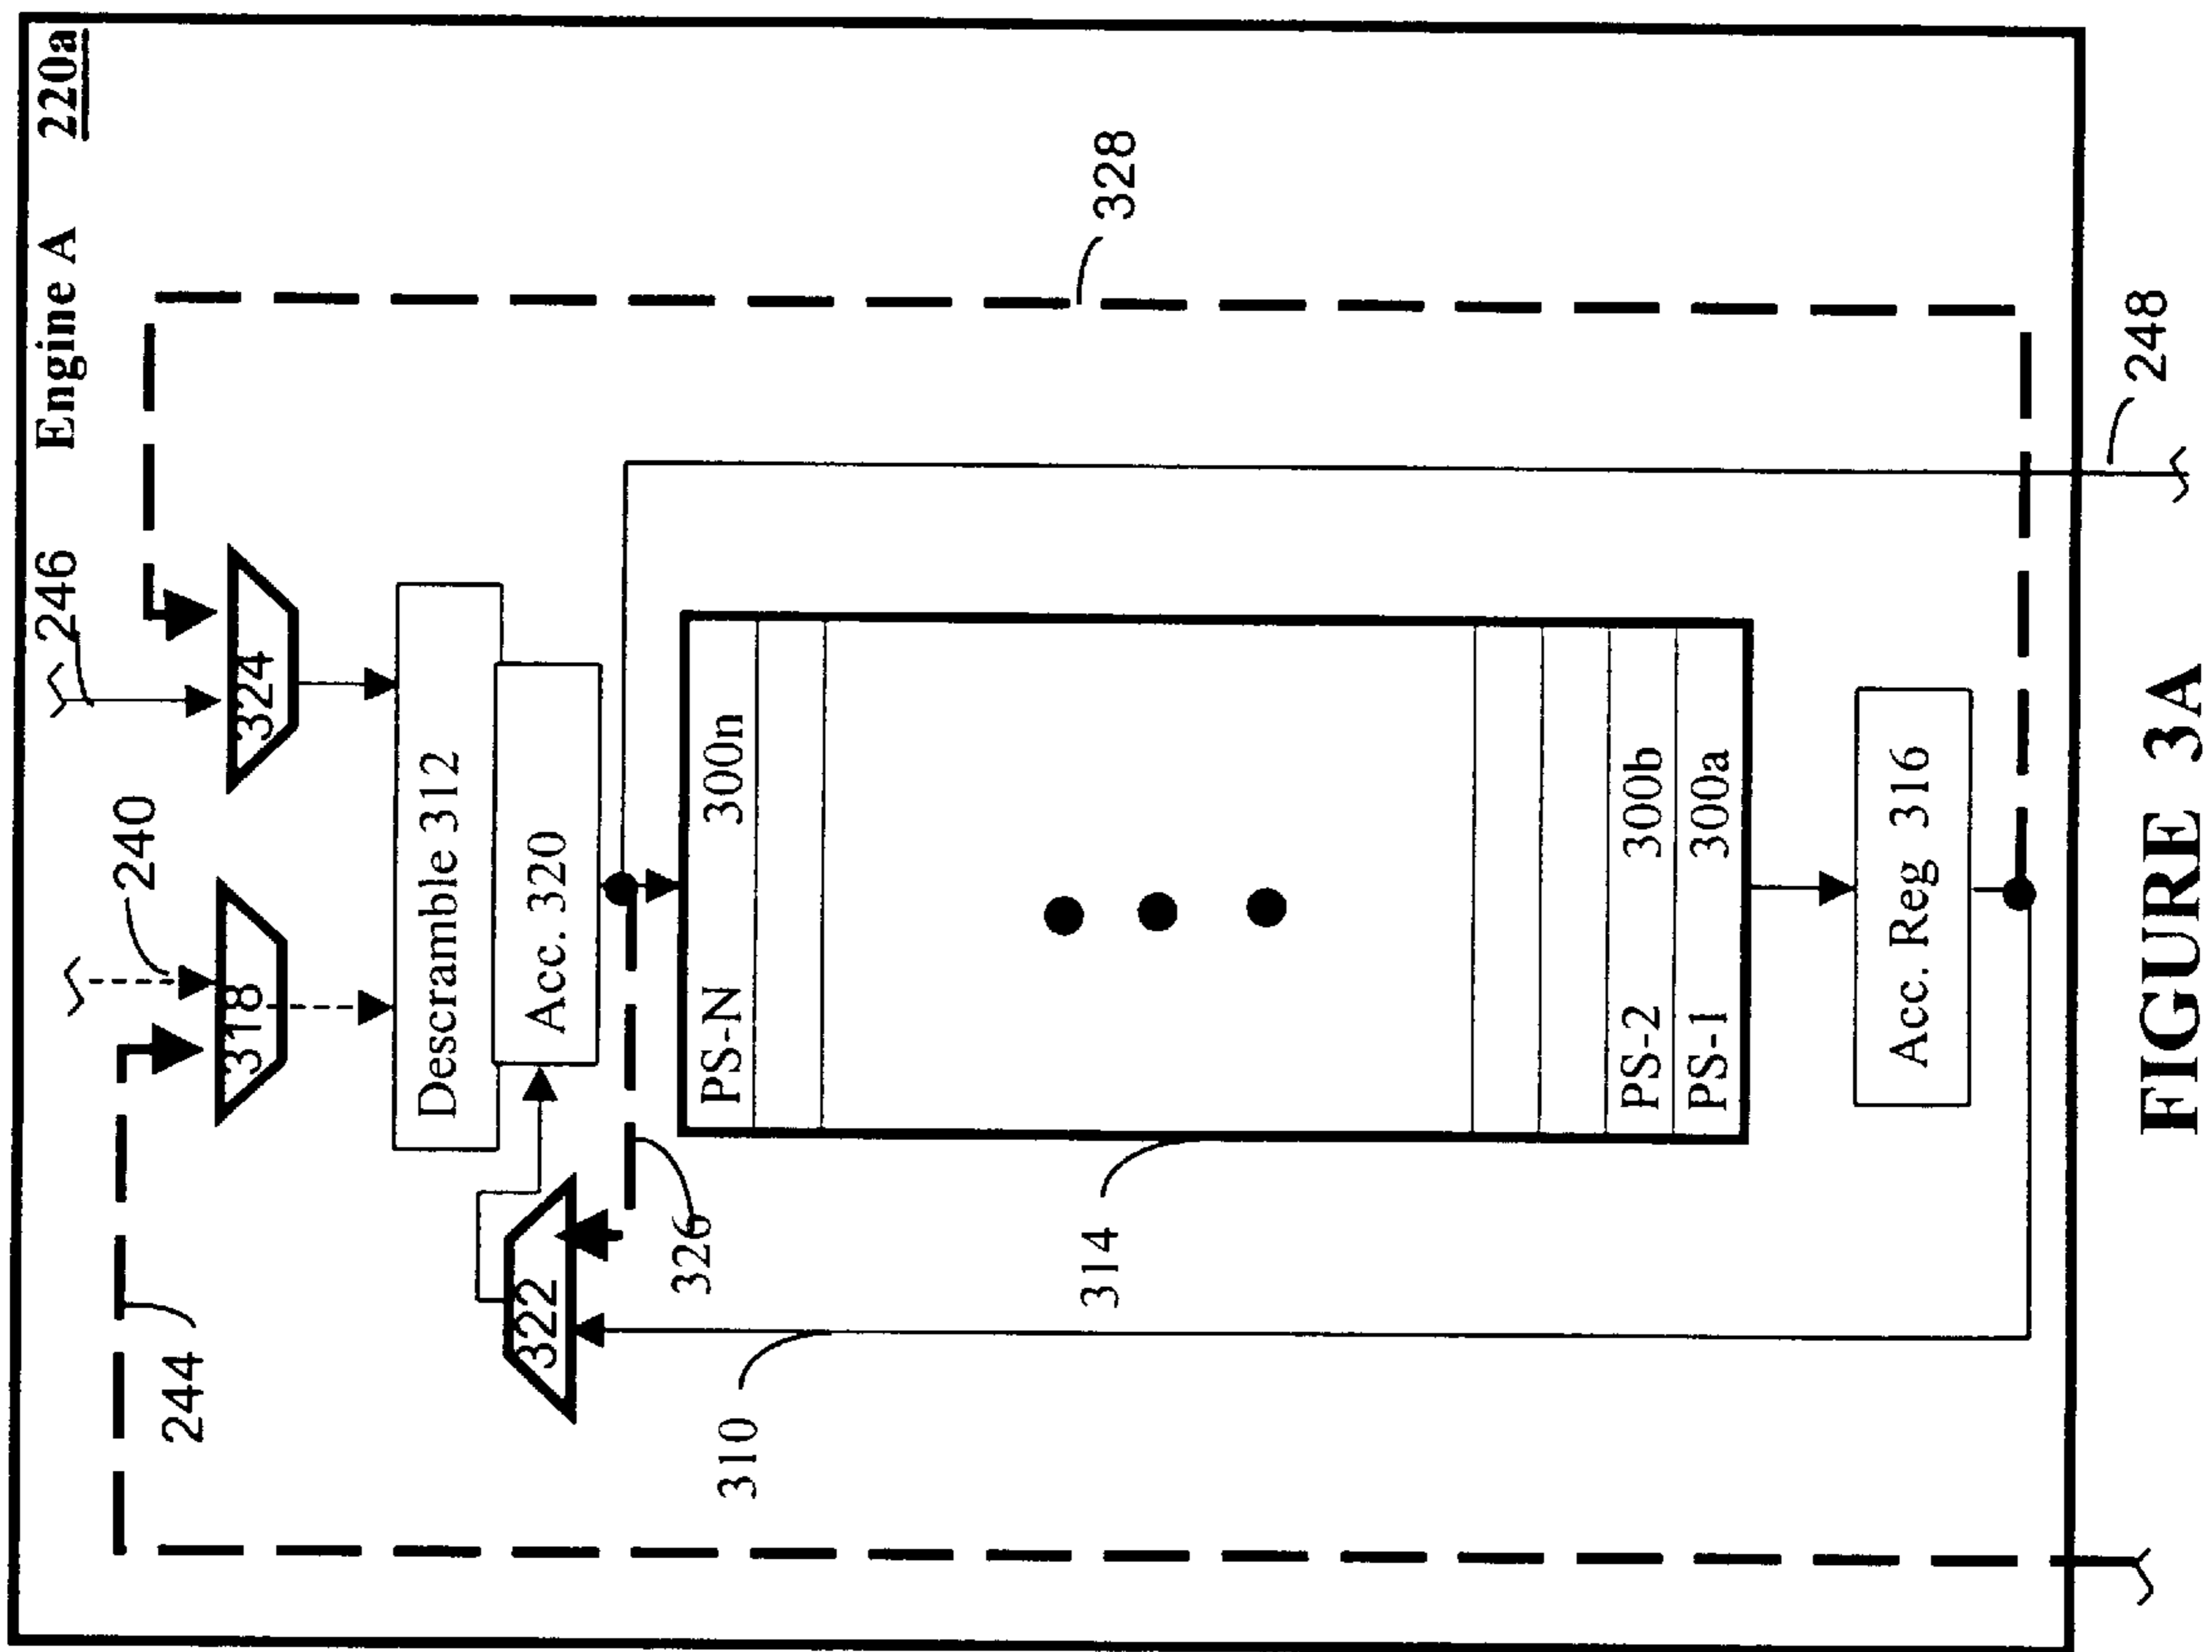 Engine A 220a
246
240
244
324
318
Descramble 312
Acc. 320
322
326
328
PS-N 300n
314
310
PS-2 300b
PS-1 300a
Acc. Reg 316
248
FIGURE 3A